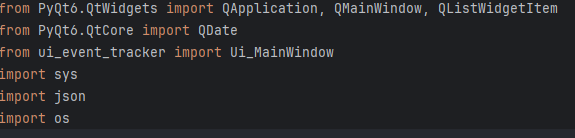 from PyQt6.QtWidgets import QApplication, QMainWindow, QListWidgetItem
from PyQt6.QtCore import QDate
from ui_event_tracker import Ui_MainWindow
import sys
import json
import os